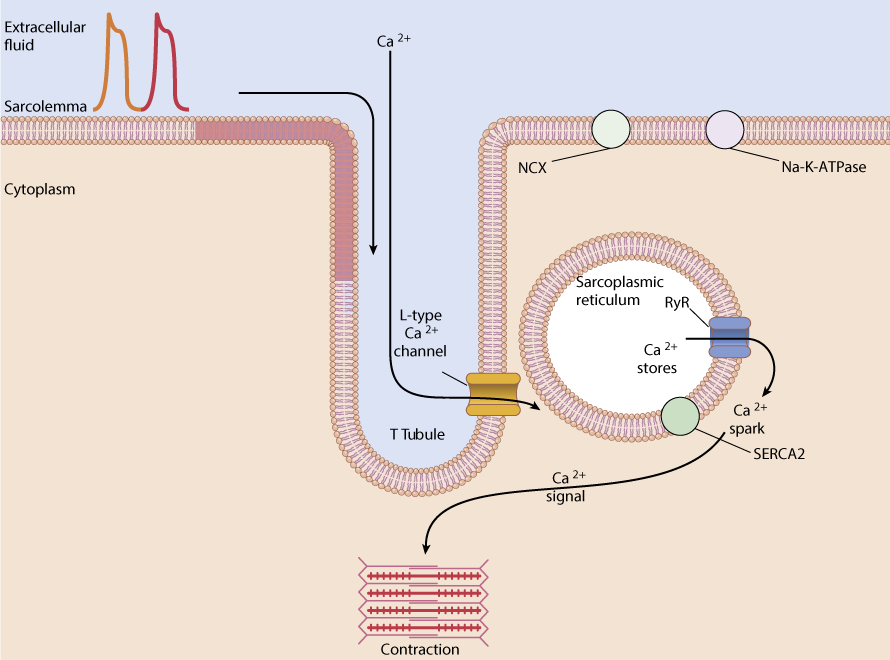 Extracellular
fluid
Ca 2+
Sarcolemma
NCX
Na-K-ATPase
Cytoplasm
Sarcoplasmic
reticulum
RyR
L-type
Ca 2+
channel
Ca 2+
stores
Ca 2+
spark
T Tubule
SERCA2
Ca 2+
signal
Contraction